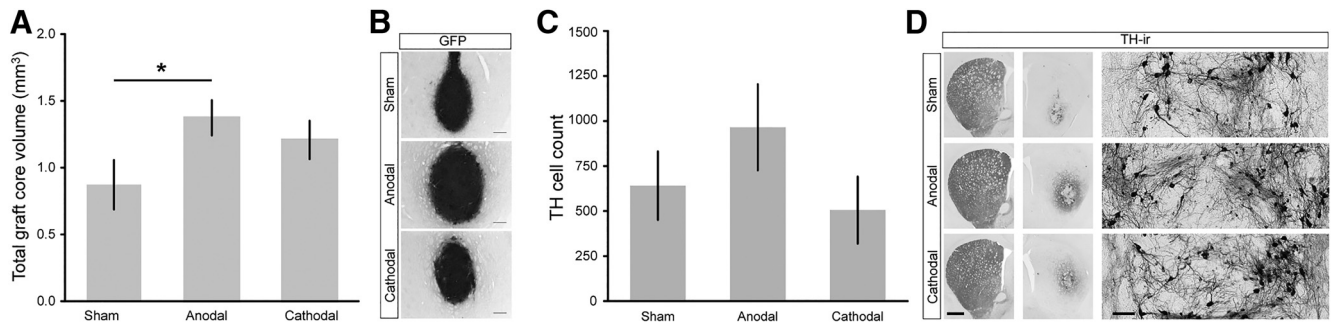 A
Total graft core volume (mm³)
2.0
1.5
1.0
0.5
0.0
*
Sham
Anodal
Cathodal
B
GFP
Sham
Anodal
Cathodal
C
TH cell count
1500
1250
1000
750
500
250
0
Sham
Anodal
Cathodal
D
TH-ir
Sham
Anodal
Cathodal